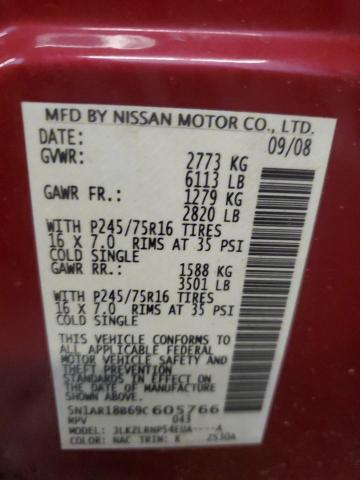 MFD BY NISSAN MOTOR CO., LTD.
DATE: 09/08
GVWR: 2773 KG
6113 LB
GAWR FR.: 1279 KG
2820 LB
WITH P245/75R16 TIRES
16 X 7.0 RIMS AT 35 PSI
COLD SINGLE
GAWR RR.: 1588 KG
3501 LB
WITH P245/75R16 TIRES
16 X 7.0 RIMS AT 35 PSI
COLD SINGLE
THIS VEHICLE CONFORMS TO
ALL APPLICABLE FEDERAL
MOTOR VEHICLE SAFETY AND
THEFT PREVENTION
STANDARDS IN EFFECT ON
THE DATE OF MANUFACTURE
SHOWN ABOVE.
5N1AR18B69C605766
MPV 043
MODEL: JLKZLRNP54EUA----A
COLOR: NAC TRIM: K 2530A